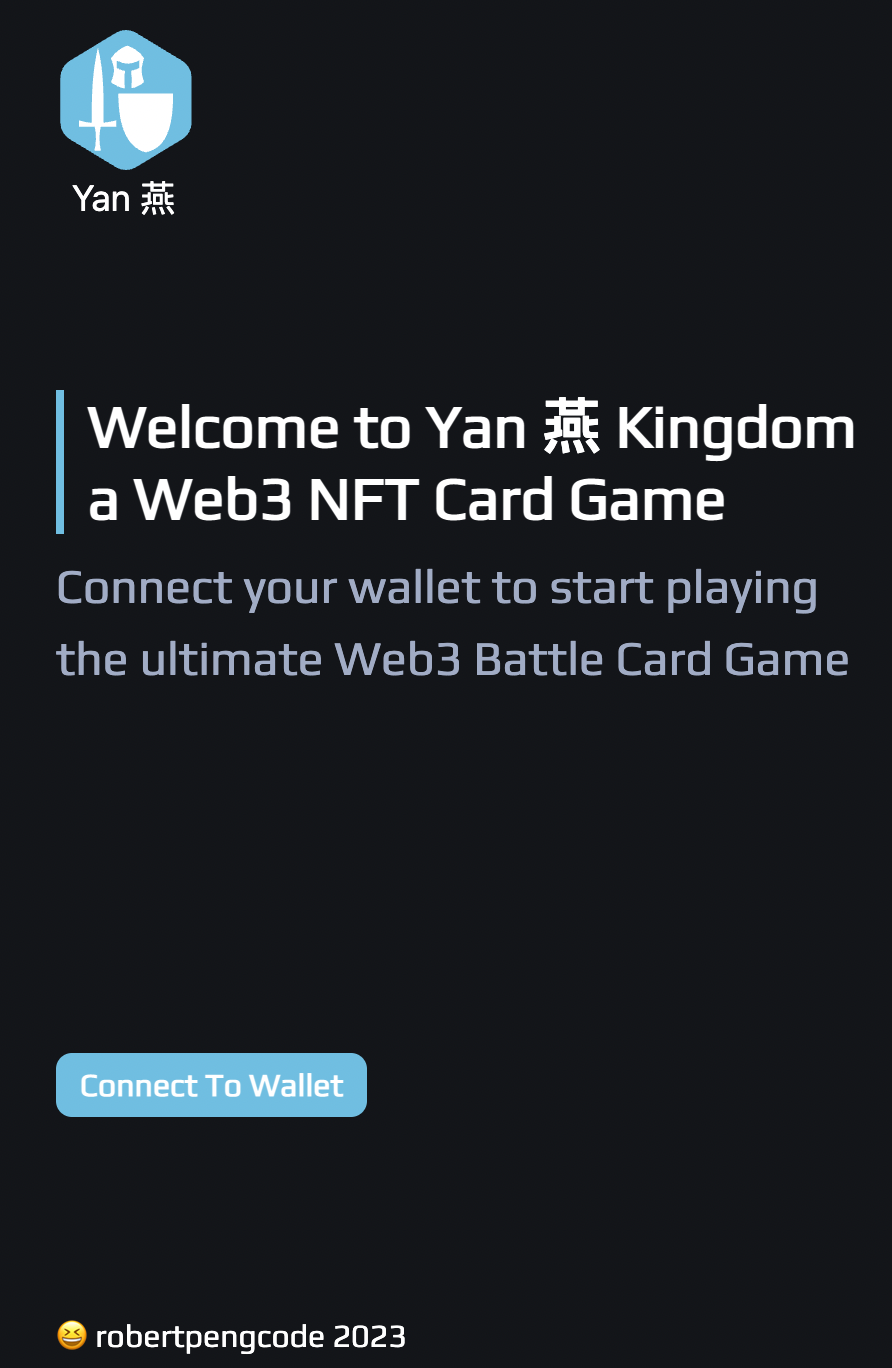 Yan 燕
Welcome to Yan 燕 Kingdom
a Web3 NFT Card Game
Connect your wallet to start playing
the ultimate Web3 Battle Card Game
Connect To Wallet
😆 robertpengcode 2023